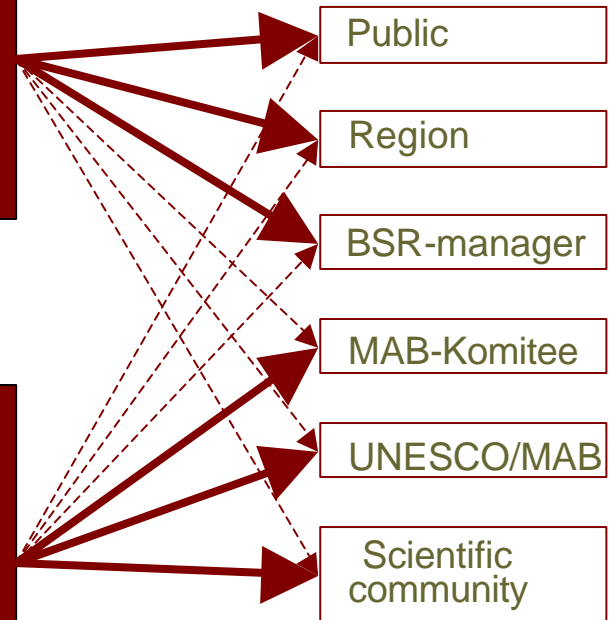 Public
Region
BSR-manager
MAB-Komitee
UNESCO/MAB
Scientific
community